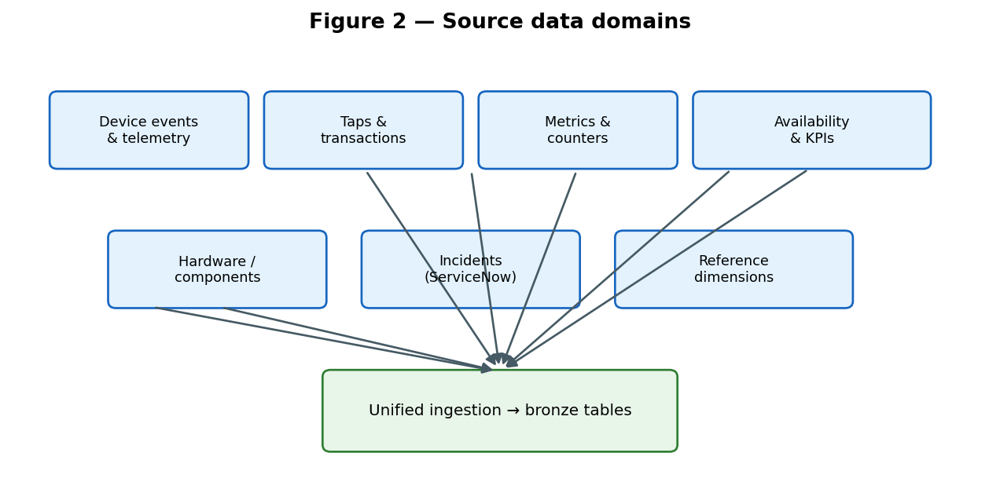 Figure 2 — Source data domains
Device events
& telemetry
Taps &
transactions
Metrics &
counters
Availability
& KPIs
Hardware /
components
Incidents
(ServiceNow)
Reference
dimensions
Unified ingestion → bronze tables